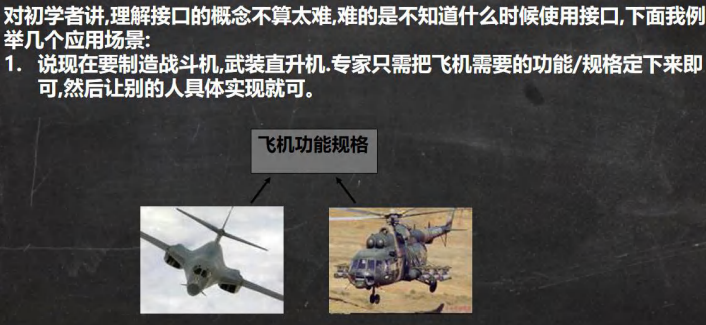 对初学者讲,理解接口的概念不算太难,难的是不知道什么时候使用接口,下面我例
举几个应用场景:
1. 说现在要制造战斗机,武装直升机.专家只需把飞机需要的功能/规格定下来即
可,然后让别的人具体实现就可。
飞机功能规格